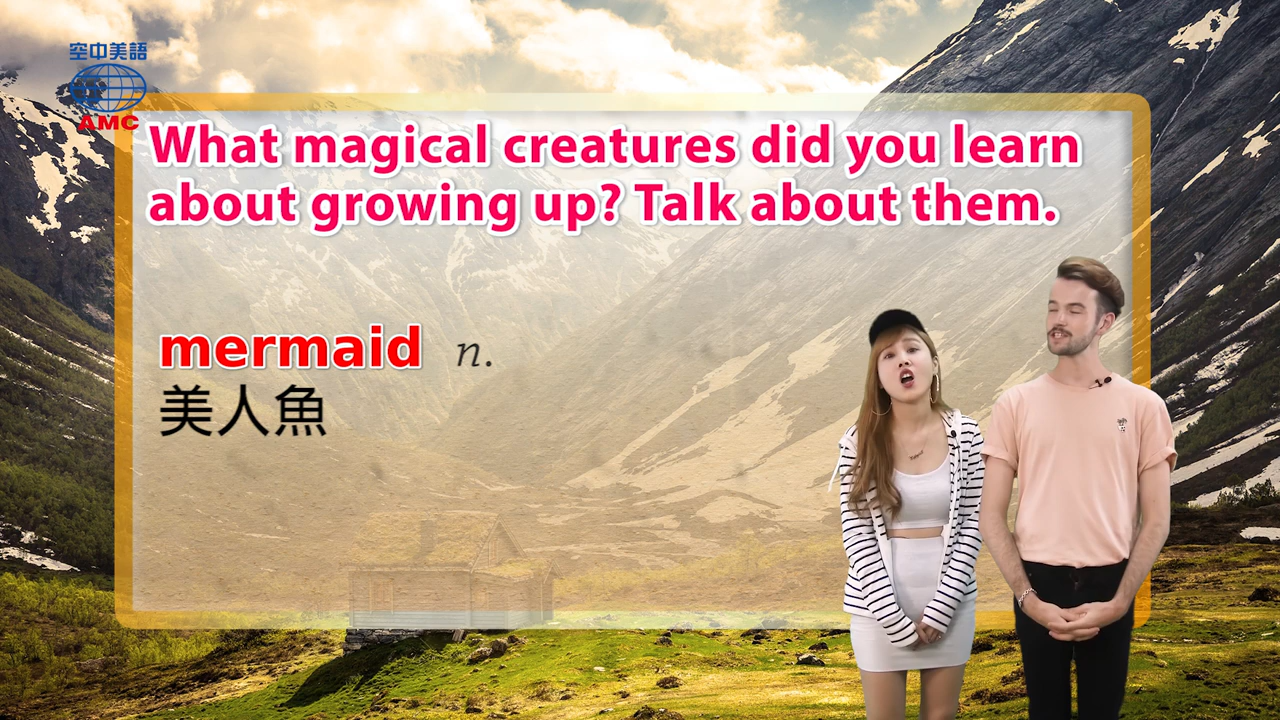 空中美語
AMC
What magical creatures did you learn
about growing up? Talk about them.
mermaid n.
美人魚